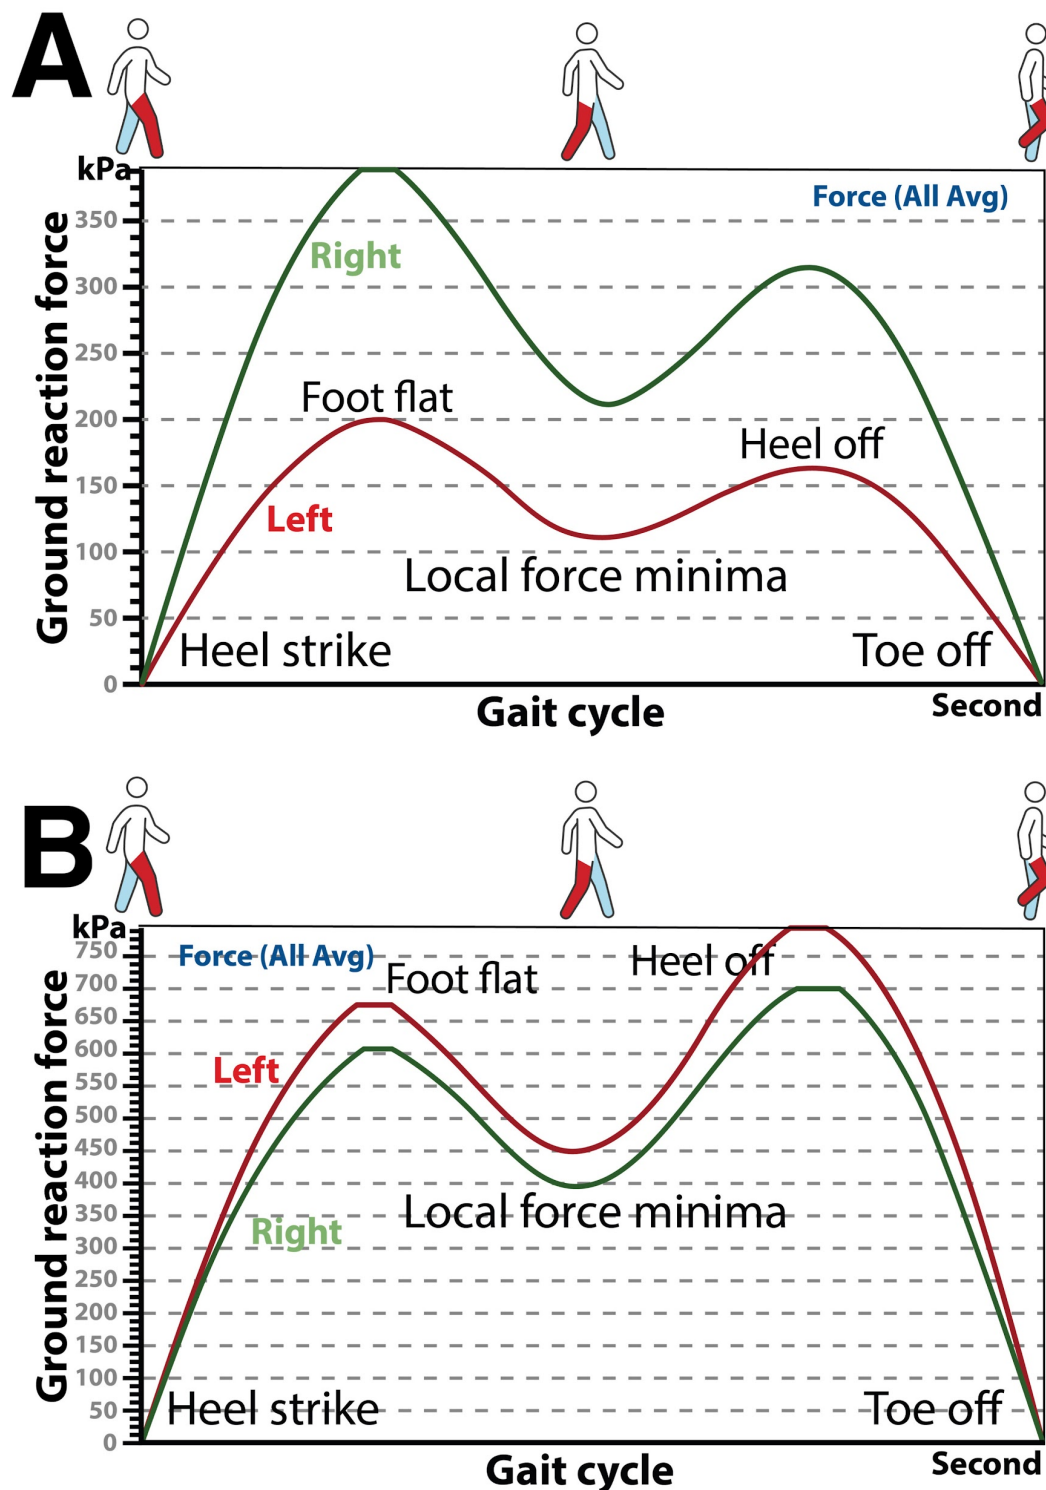 A
kPa
Force (All Avg)
350
Right
300
250
Foot flat
200
Heel off
150
Left
100
Local force minima
50
Heel strike
Toe off
0
Ground reaction force
Gait cycle
Second
B
kPa
750
Force (All Avg)
Heel off
Foot flat
700
650
600
Left
550
500
450
400
Local force minima
350
Right
300
250
200
150
100
50
Heel strike
Toe off
0
Ground reaction force
Gait cycle
Second